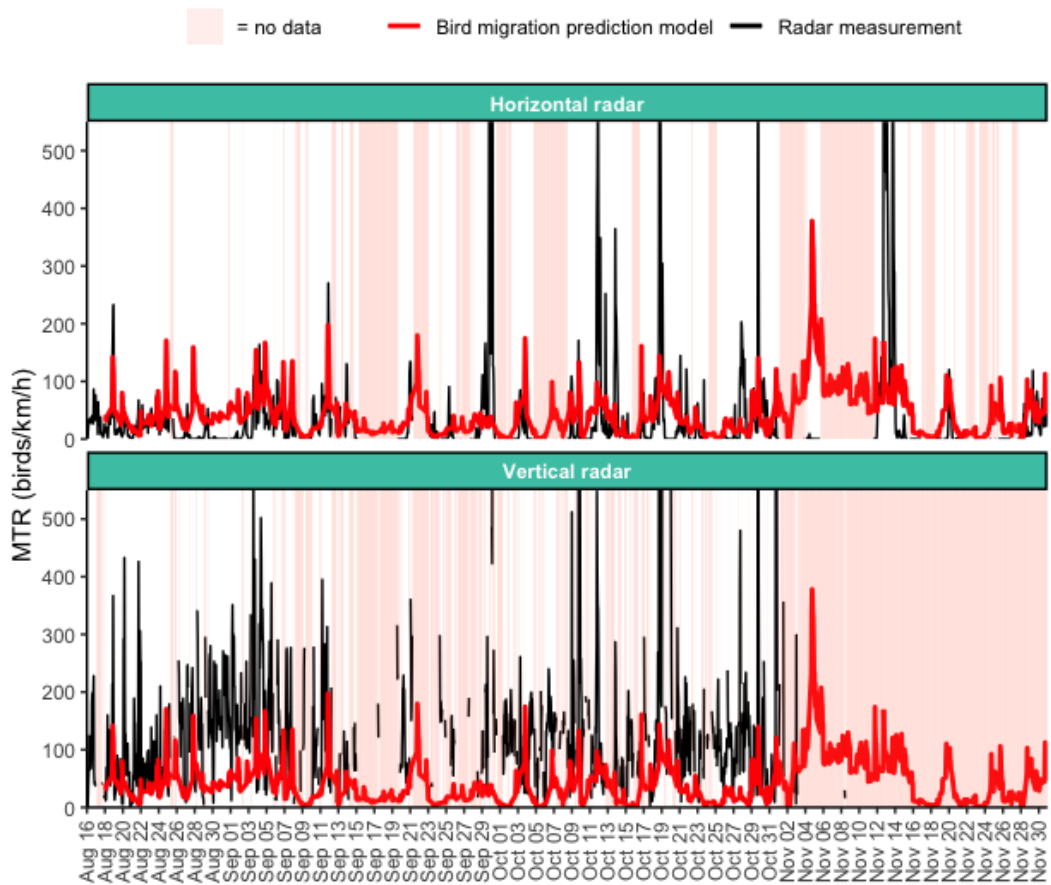 = no data Bird migration prediction model Radar measurement
Horizontal radar
500
400
300
200
100
0
Vertical radar
500
400
300
200
100
0
MTR (birds/km/h)
Aug 16
Aug 18
Aug 20
Aug 22
Aug 24
Aug 26
Aug 28
Aug 30
Sep 01
Sep 03
Sep 05
Sep 07
Sep 09
Sep 11
Sep 13
Sep 15
Sep 17
Sep 19
Sep 21
Sep 23
Sep 25
Sep 27
Sep 29
Oct 01
Oct 03
Oct 05
Oct 07
Oct 09
Oct 11
Oct 13
Oct 15
Oct 17
Oct 19
Oct 21
Oct 23
Oct 25
Oct 27
Oct 29
Oct 31
Nov 02
Nov 04
Nov 06
Nov 08
Nov 10
Nov 12
Nov 14
Nov 16
Nov 18
Nov 20
Nov 22
Nov 24
Nov 26
Nov 28
Nov 30